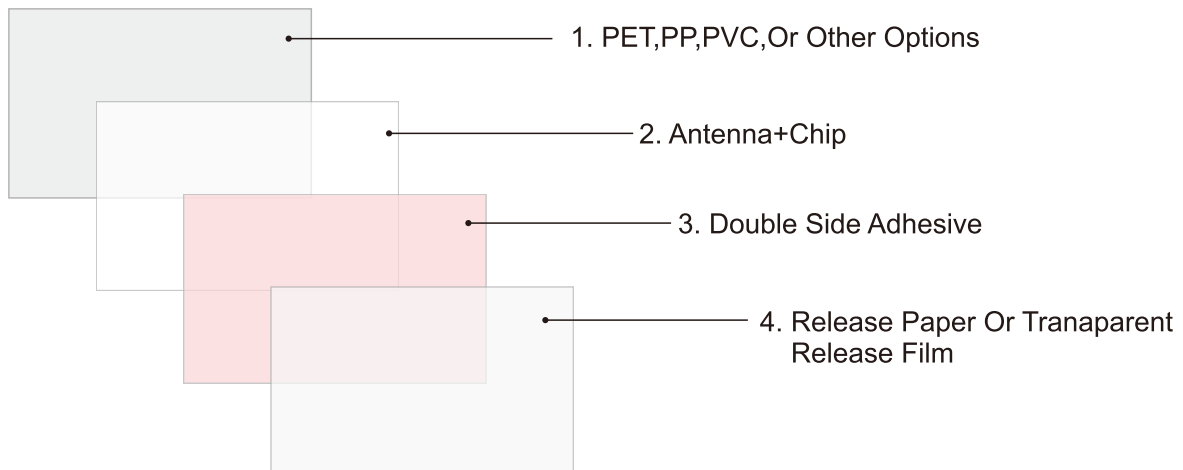 1. PET,PP,PVC,Or Other Options
2. Antenna+Chip
3. Double Side Adhesive
4. Release Paper Or Tranaparent
Release Film